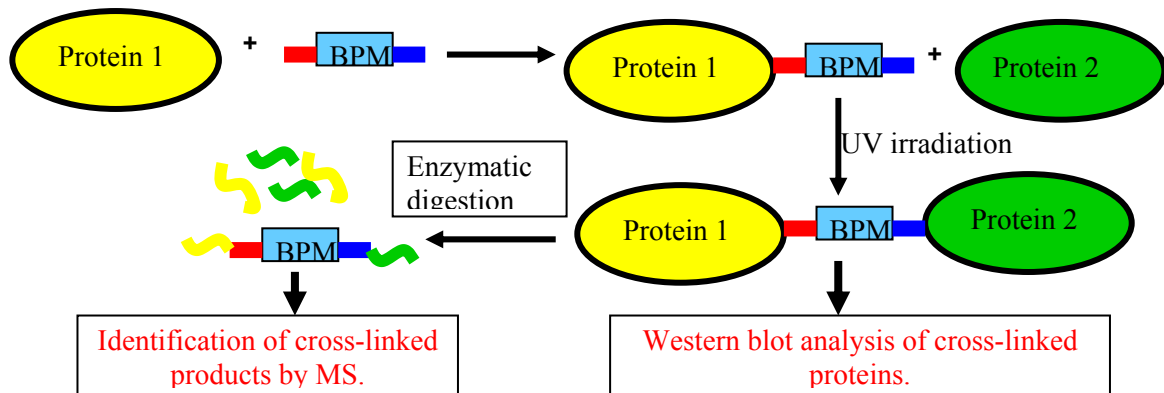 Protein 1
+
BPM
Protein 1
BPM
+
Protein 2
UV irradiation
Enzymatic
digestion
BPM
Protein 1
BPM
Protein 2
Identification of cross-linked
products by MS.
Western blot analysis of cross-linked
proteins.